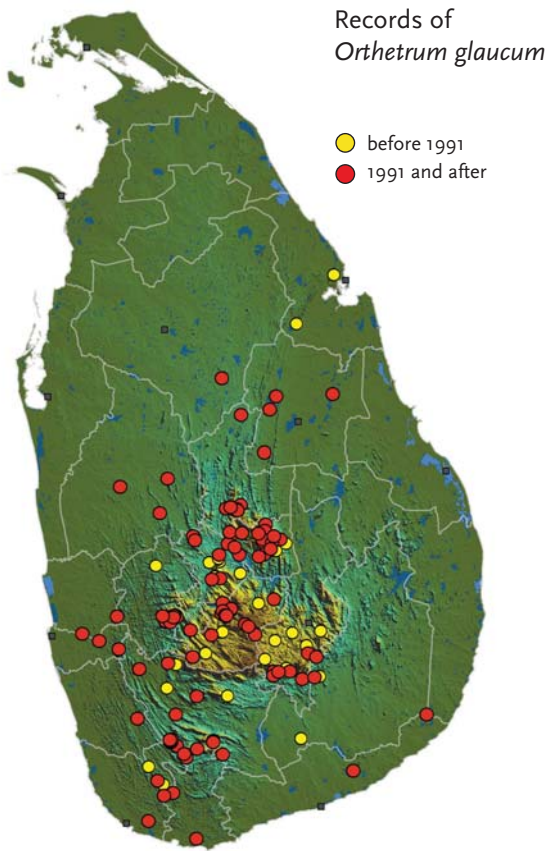 Records of
Orthetrum glaucum
before 1991
1991 and after